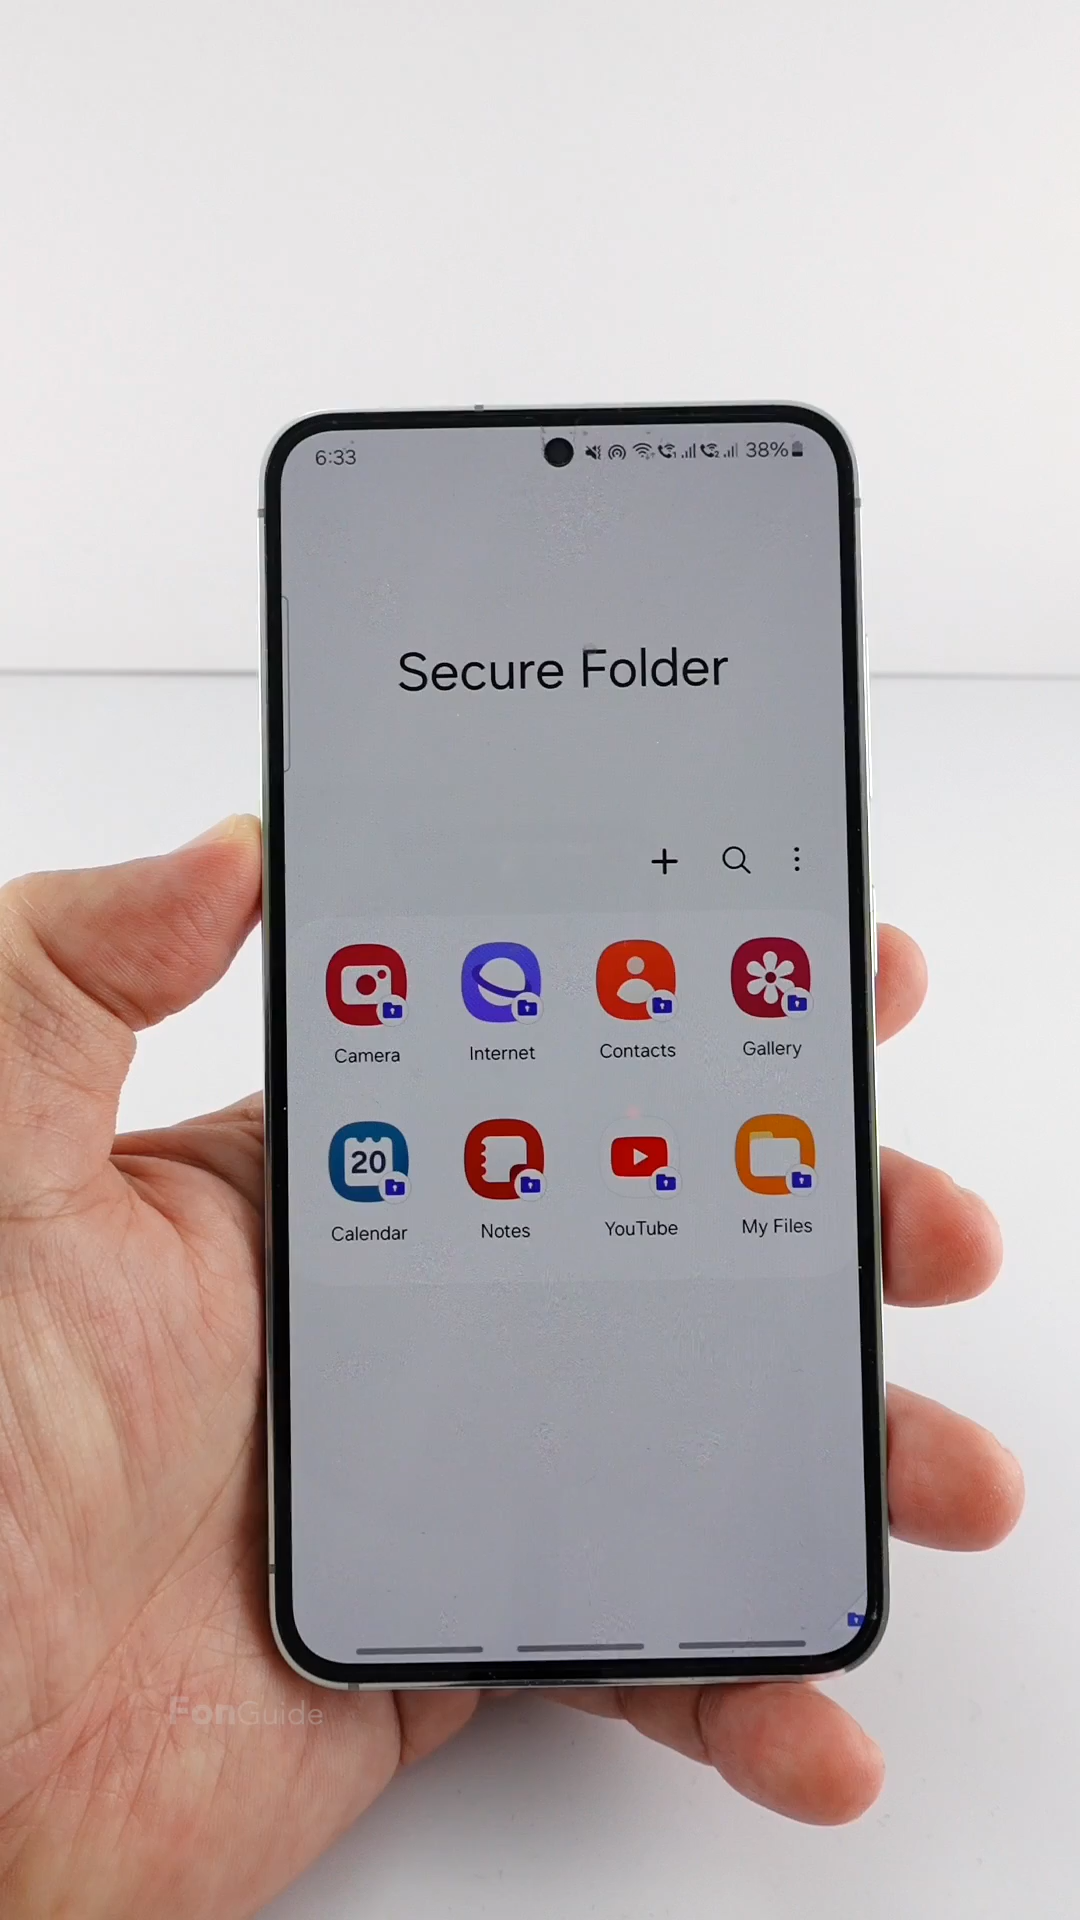 6:33 38%
Secure Folder
Camera Internet Contacts Gallery
20
Calendar Notes YouTube My Files
FonGuide